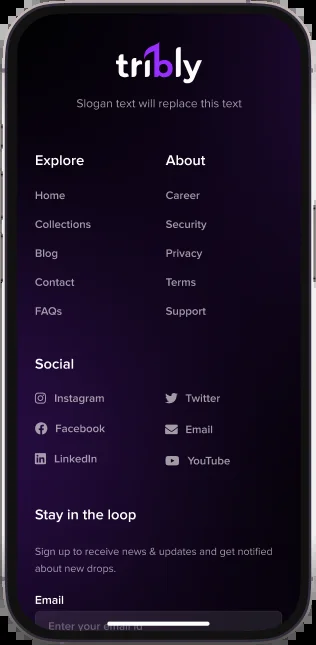 tribly
Slogan text will replace this text
Explore
About
Home
Career
Collections
Security
Blog
Privacy
Contact
Terms
FAQs
Support
Social
Instagram
Twitter
Facebook
Email
LinkedIn
YouTube
Stay in the loop
Sign up to receive news & updates and get notified
about new drops.
Email
Enter your email id